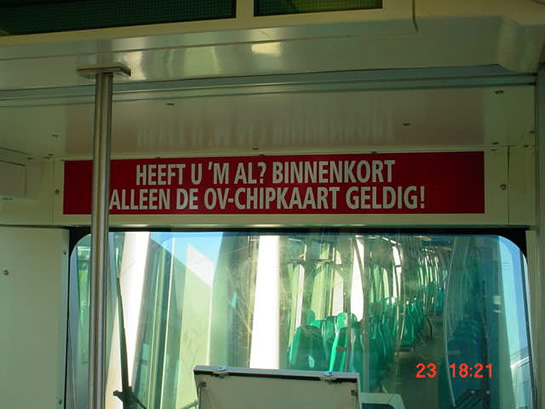 HEEFT U 'M AL? BINNENKORT
ALLEEN DE OV-CHIPKAART GELDIG!
23 18:21